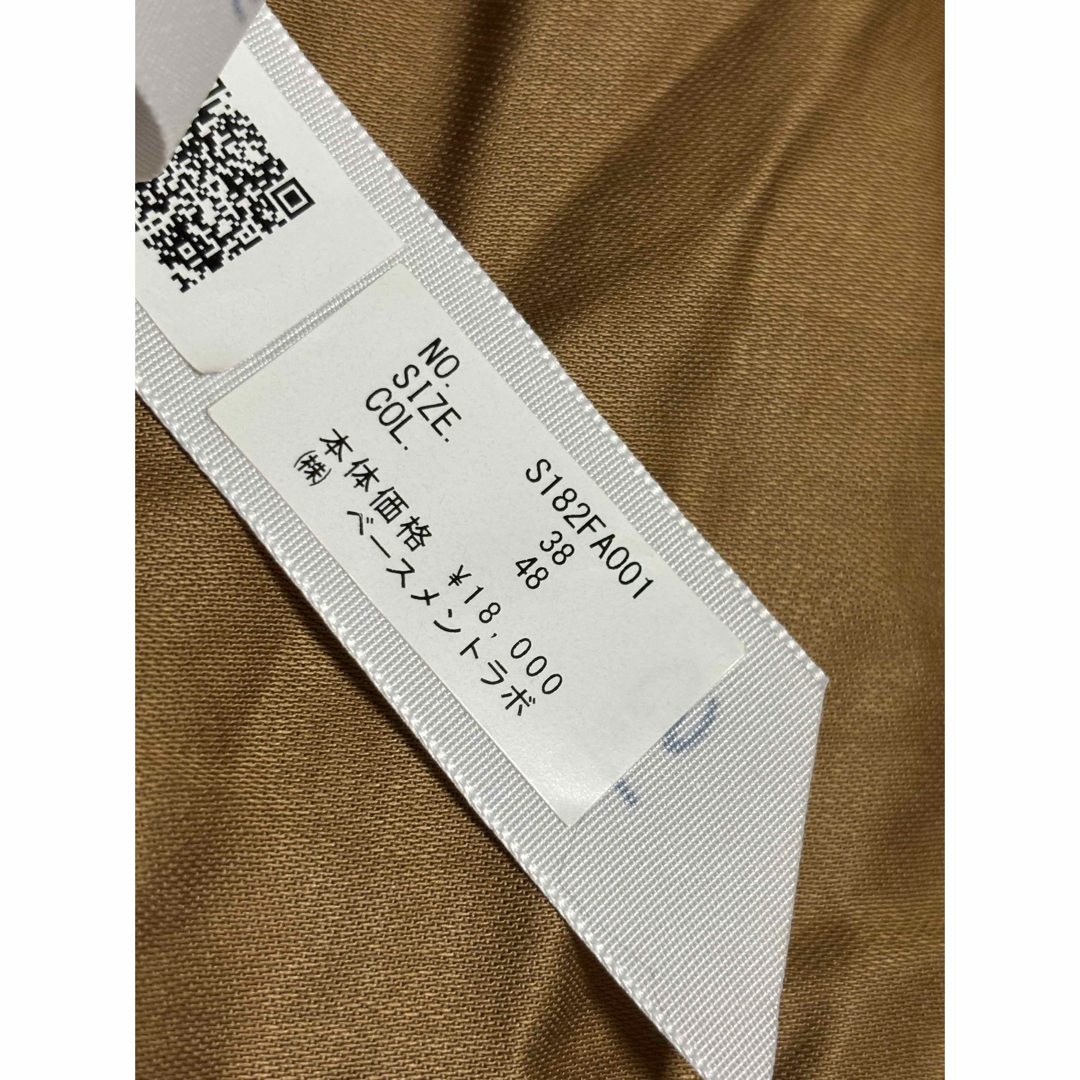 NO. S182FA001
SIZE. 38
COL. 48
本体価格 ¥18,000
㈱ ベースメントラボ